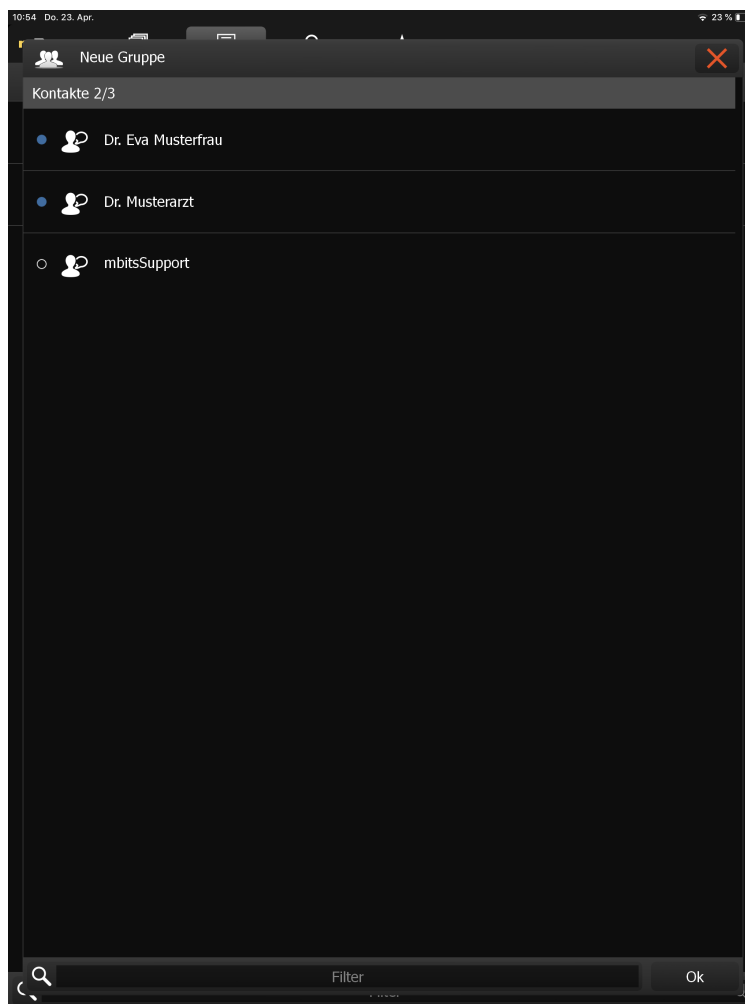 10:54 Do. 23. Apr. 23 %
Neue Gruppe
Kontakte 2/3
Dr. Eva Musterfrau
Dr. Musterarzt
mbitsSupport
Filter Ok